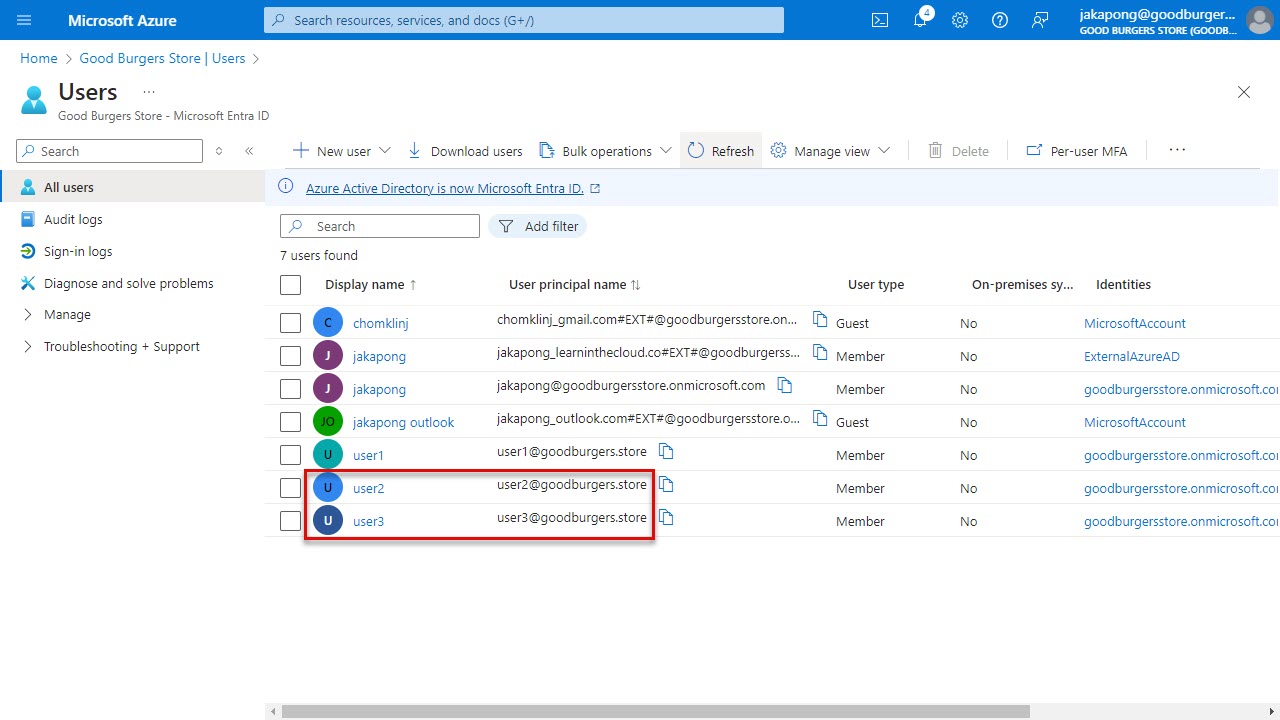 Microsoft Azure
Search resources, services, and docs (G+/)
4
jakapong@goodburger...
GOOD BURGERS STORE (GOODB...
Home > Good Burgers Store | Users >
Users ...
Good Burgers Store - Microsoft Entra ID
Search
New user
Download users
Bulk operations
Refresh
Manage view
Delete
Per-user MFA
...
All users
Audit logs
Sign-in logs
Diagnose and solve problems
Manage
Troubleshooting + Support
Azure Active Directory is now Microsoft Entra ID.
Search
Add filter
7 users found
Display name ↑ User principal name ↑↓ User type On-premises sy... Identities
C chomklinj chomklinj_gmail.com#EXT#@goodburgersstore.on... Guest No MicrosoftAccount
J jakapong jakapong_learninthecloud.co#EXT#@goodburgerss... Member No ExternalAzureAD
J jakapong jakapong@goodburgersstore.onmicrosoft.com Member No goodburgersstore.onmicrosoft.com
JO jakapong outlook jakapong_outlook.com#EXT#@goodburgersstore.o... Guest No MicrosoftAccount
U user1 user1@goodburgers.store Member No goodburgersstore.onmicrosoft.com
U user2 user2@goodburgers.store Member No goodburgersstore.onmicrosoft.com
U user3 user3@goodburgers.store Member No goodburgersstore.onmicrosoft.com